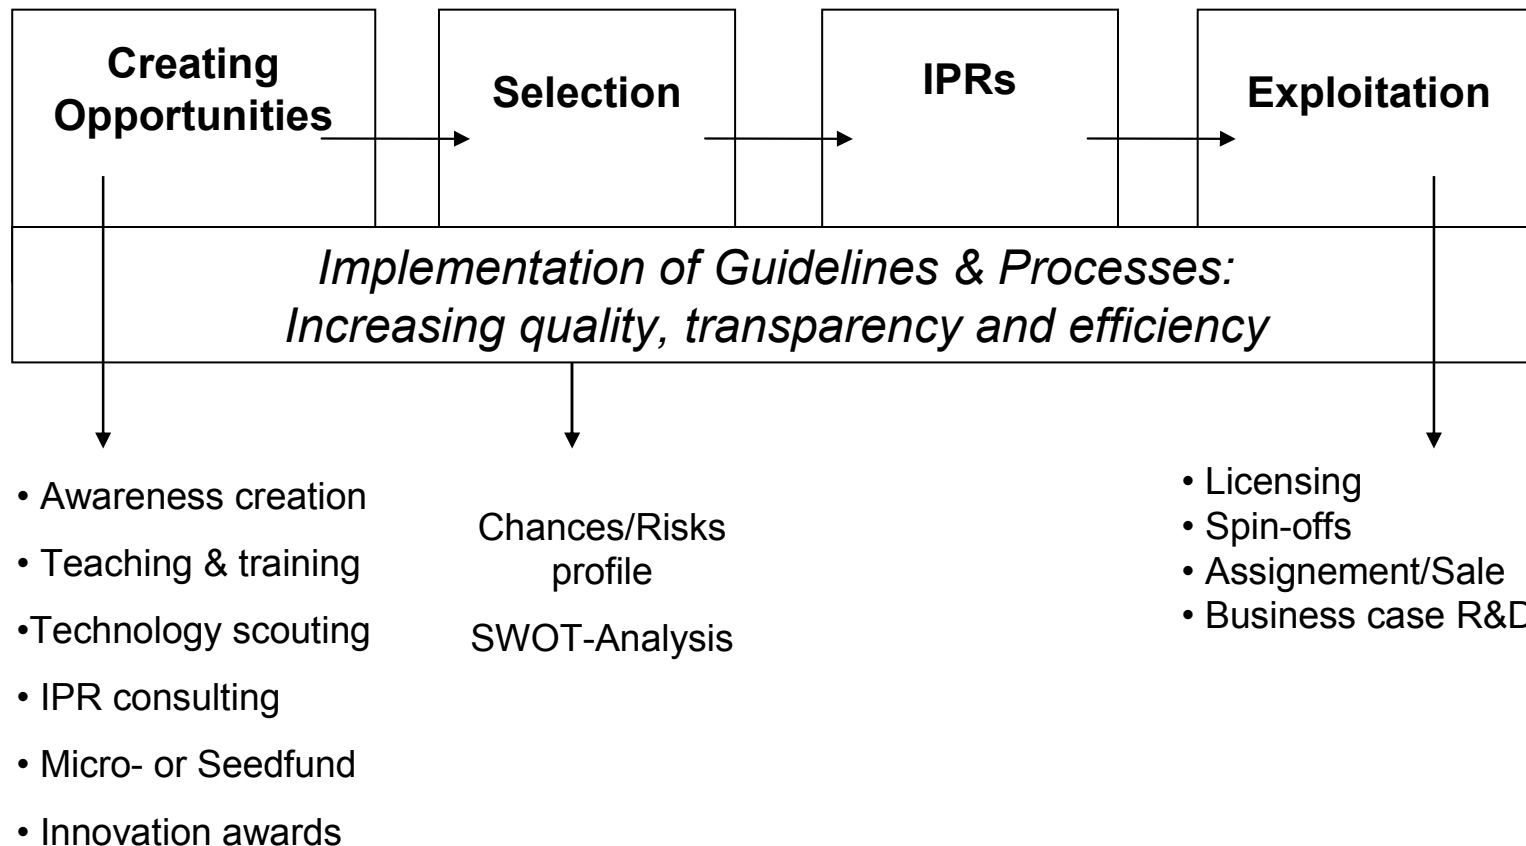 Creating
Opportunities
Selection
IPRs
Exploitation
Implementation of Guidelines & Processes:
Increasing quality, transparency and efficiency
• Awareness creation
• Teaching & training
•Technology scouting
• IPR consulting
• Micro- or Seedfund
• Innovation awards
Chances/Risks
profile
SWOT-Analysis
• Licensing
• Spin-offs
• Assignement/Sale
• Business case R&D